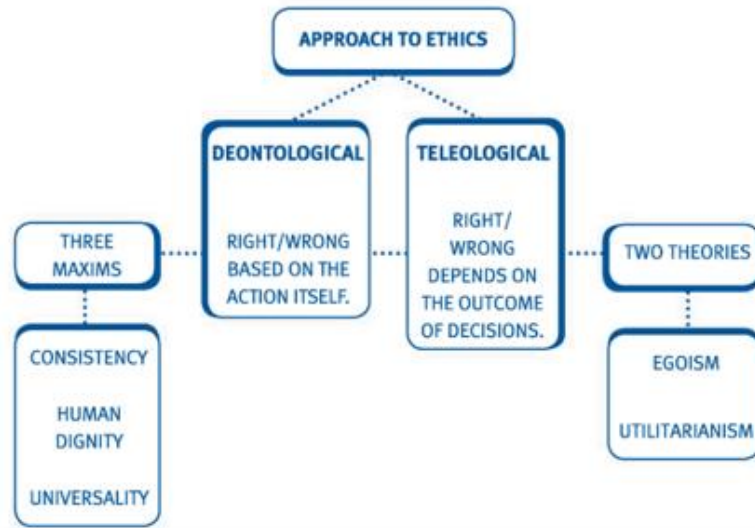 APPROACH TO ETHICS
DEONTOLOGICAL
RIGHT/WRONG
BASED ON THE
ACTION ITSELF.
TELEOLOGICAL
RIGHT/
WRONG
DEPENDS ON
THE OUTCOME
OF DECISIONS.
THREE
MAXIMS
CONSISTENCY
HUMAN
DIGNITY
UNIVERSALITY
TWO THEORIES
EGOISM
UTILITARIANISM